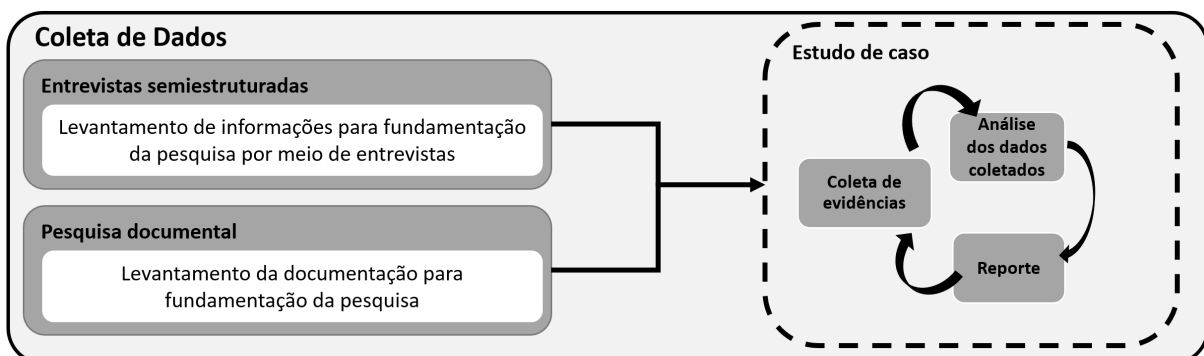 Coleta de Dados
Entrevistas semiestruturadas
Levantamento de informações para fundamentação
da pesquisa por meio de entrevistas
Pesquisa documental
Levantamento da documentação para
fundamentação da pesquisa
Estudo de caso
Análise
dos dados
coletados
Coleta de
evidências
Reporte